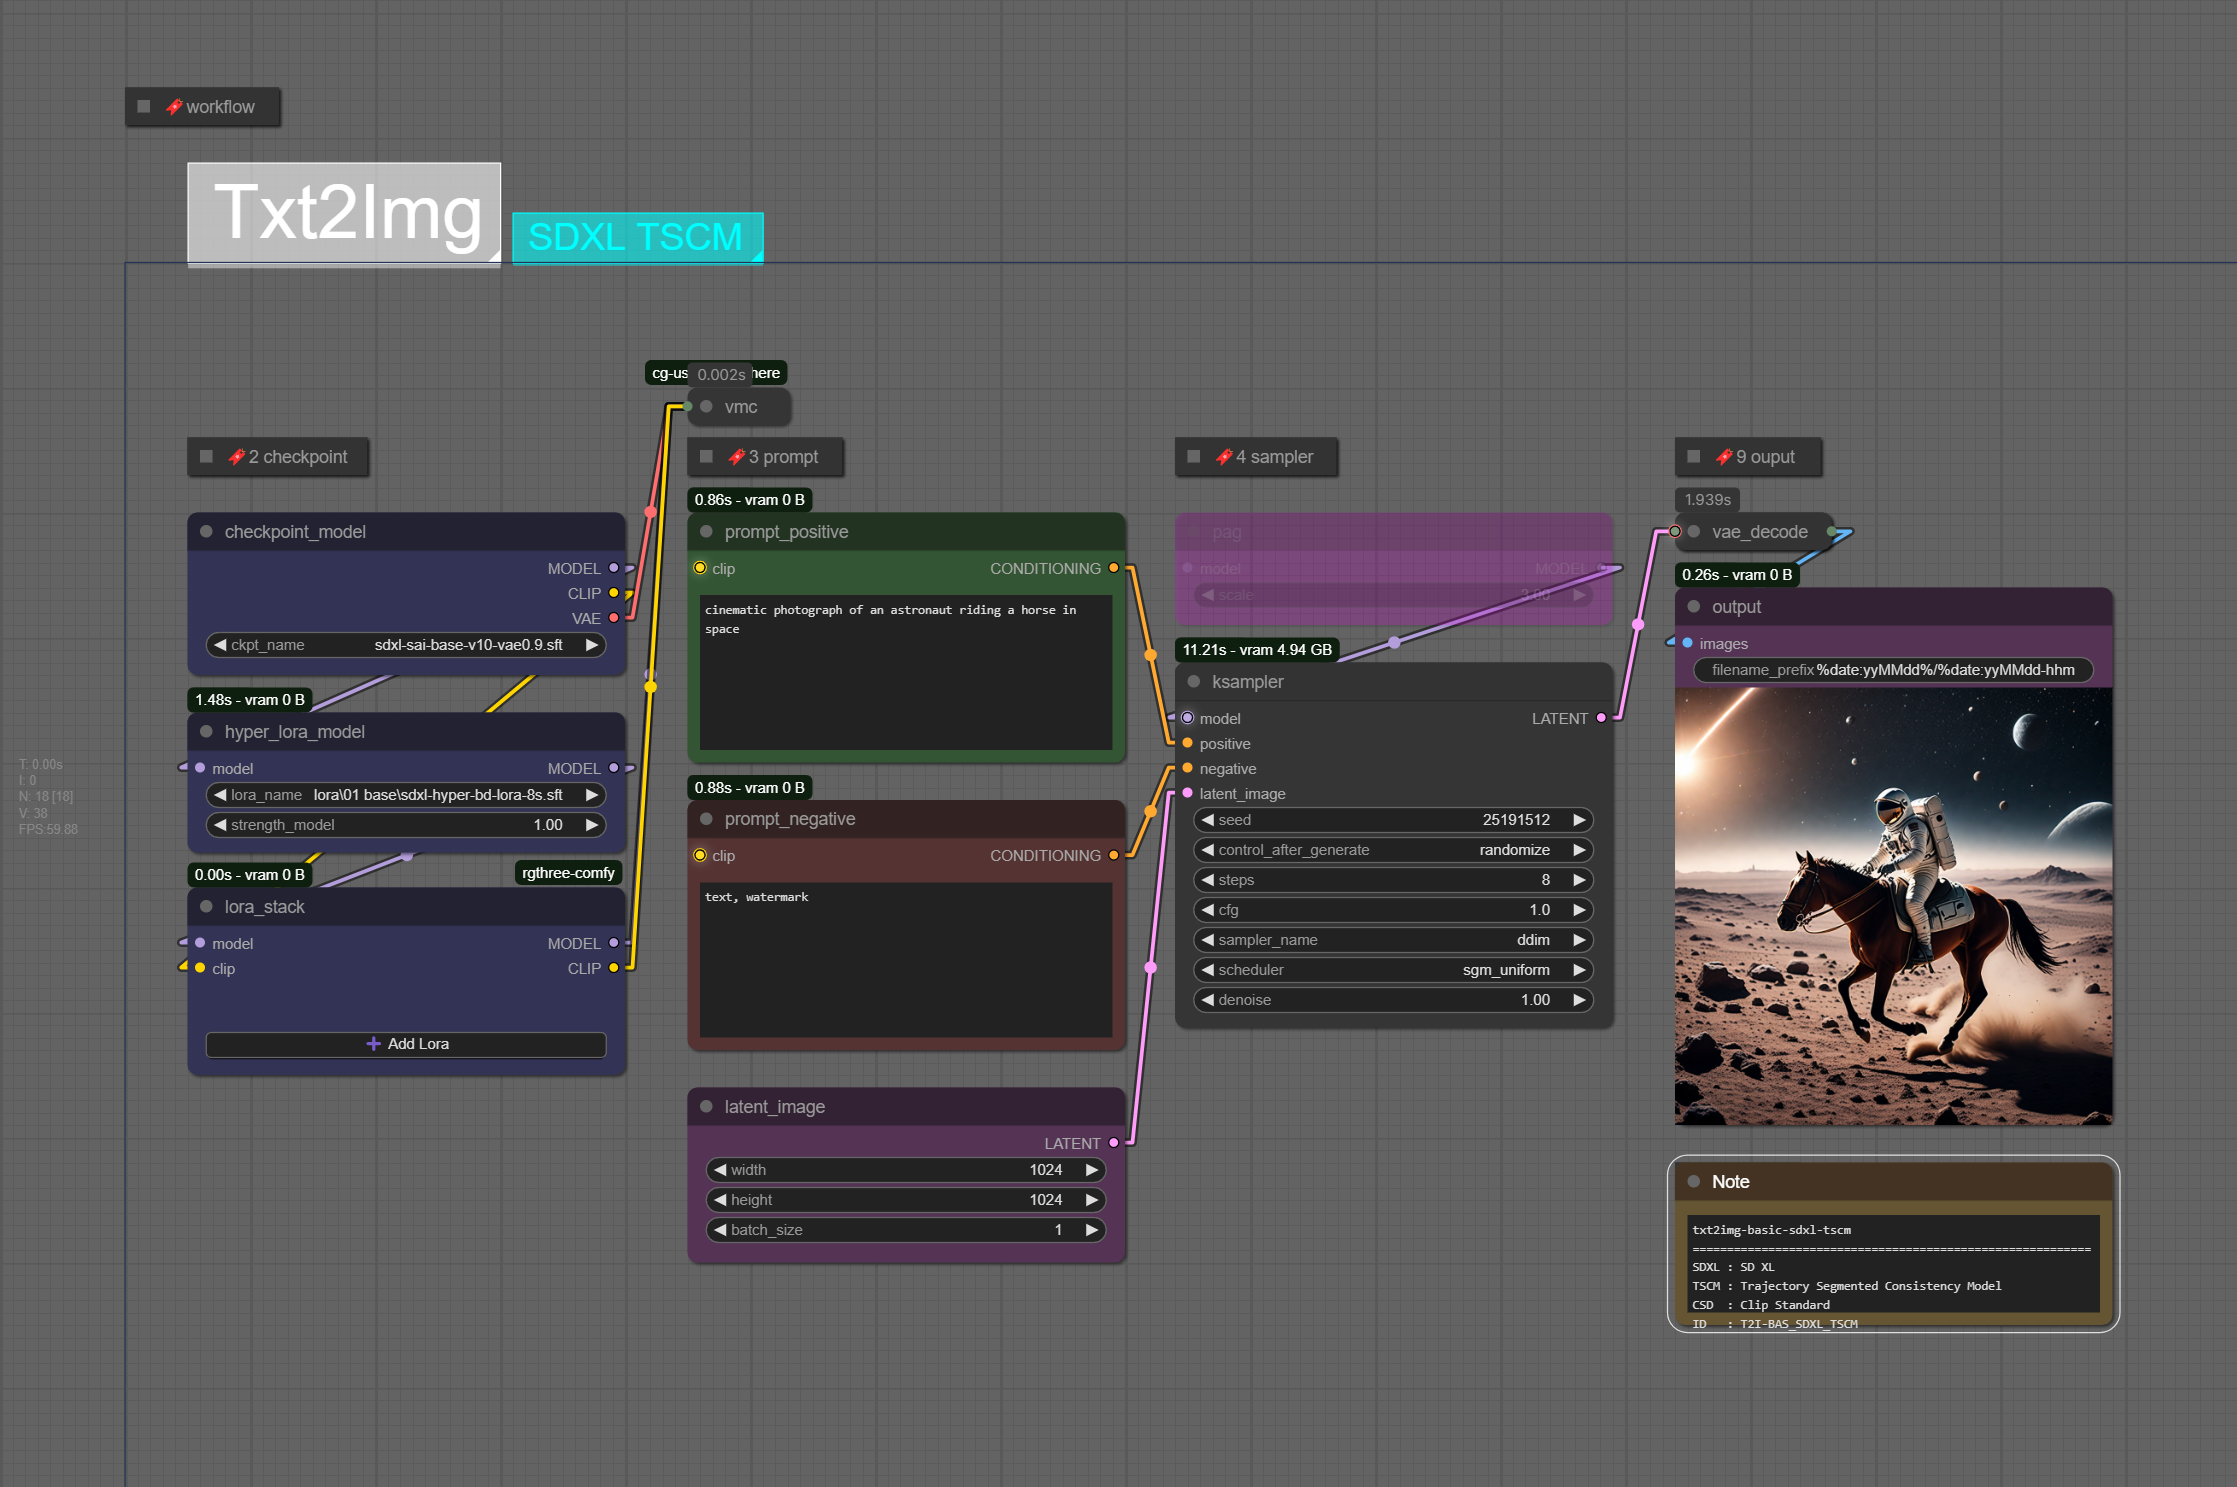 workflow
Txt2Img
SDXL TSCM
cg-us here
0.002s
vmc
2 checkpoint
checkpoint_model
MODEL
CLIP
VAE
ckpt_name sdxl-sai-base-v10-vae0.9.sft
1.48s - vram 0 B
hyper_lora_model
model MODEL
lora_name lora\01 base\sdxl-hyper-bd-lora-8s.sft
strength_model 1.00
0.00s - vram 0 B
rgthree-comfy
lora_stack
model MODEL
clip CLIP
+ Add Lora
T: 0.00s
I: 0
N: 18 [18]
V: 38
FPS:59.88
3 prompt
0.86s - vram 0 B
prompt_positive
clip CONDITIONING
cinematic photograph of an astronaut riding a horse in
space
0.88s - vram 0 B
prompt_negative
clip CONDITIONING
text, watermark
latent_image
LATENT
width 1024
height 1024
batch_size 1
4 sampler
pag
model MODEL
scale 3.00
11.21s - vram 4.94 GB
ksampler
model LATENT
positive
negative
latent_image
seed 25191512
control_after_generate randomize
steps 8
cfg 1.0
sampler_name ddim
scheduler sgm_uniform
denoise 1.00
9 ouput
1.939s
vae_decode
0.26s - vram 0 B
output
images
filename_prefix %date:yyMMdd%/%date:yyMMdd-hhm
Note
txt2img-basic-sdxl-tscm
==========================================================
SDXL : SD XL
TSCM : Trajectory Segmented Consistency Model
CSD : Clip Standard
ID : T2I-BAS_SDXL_TSCM